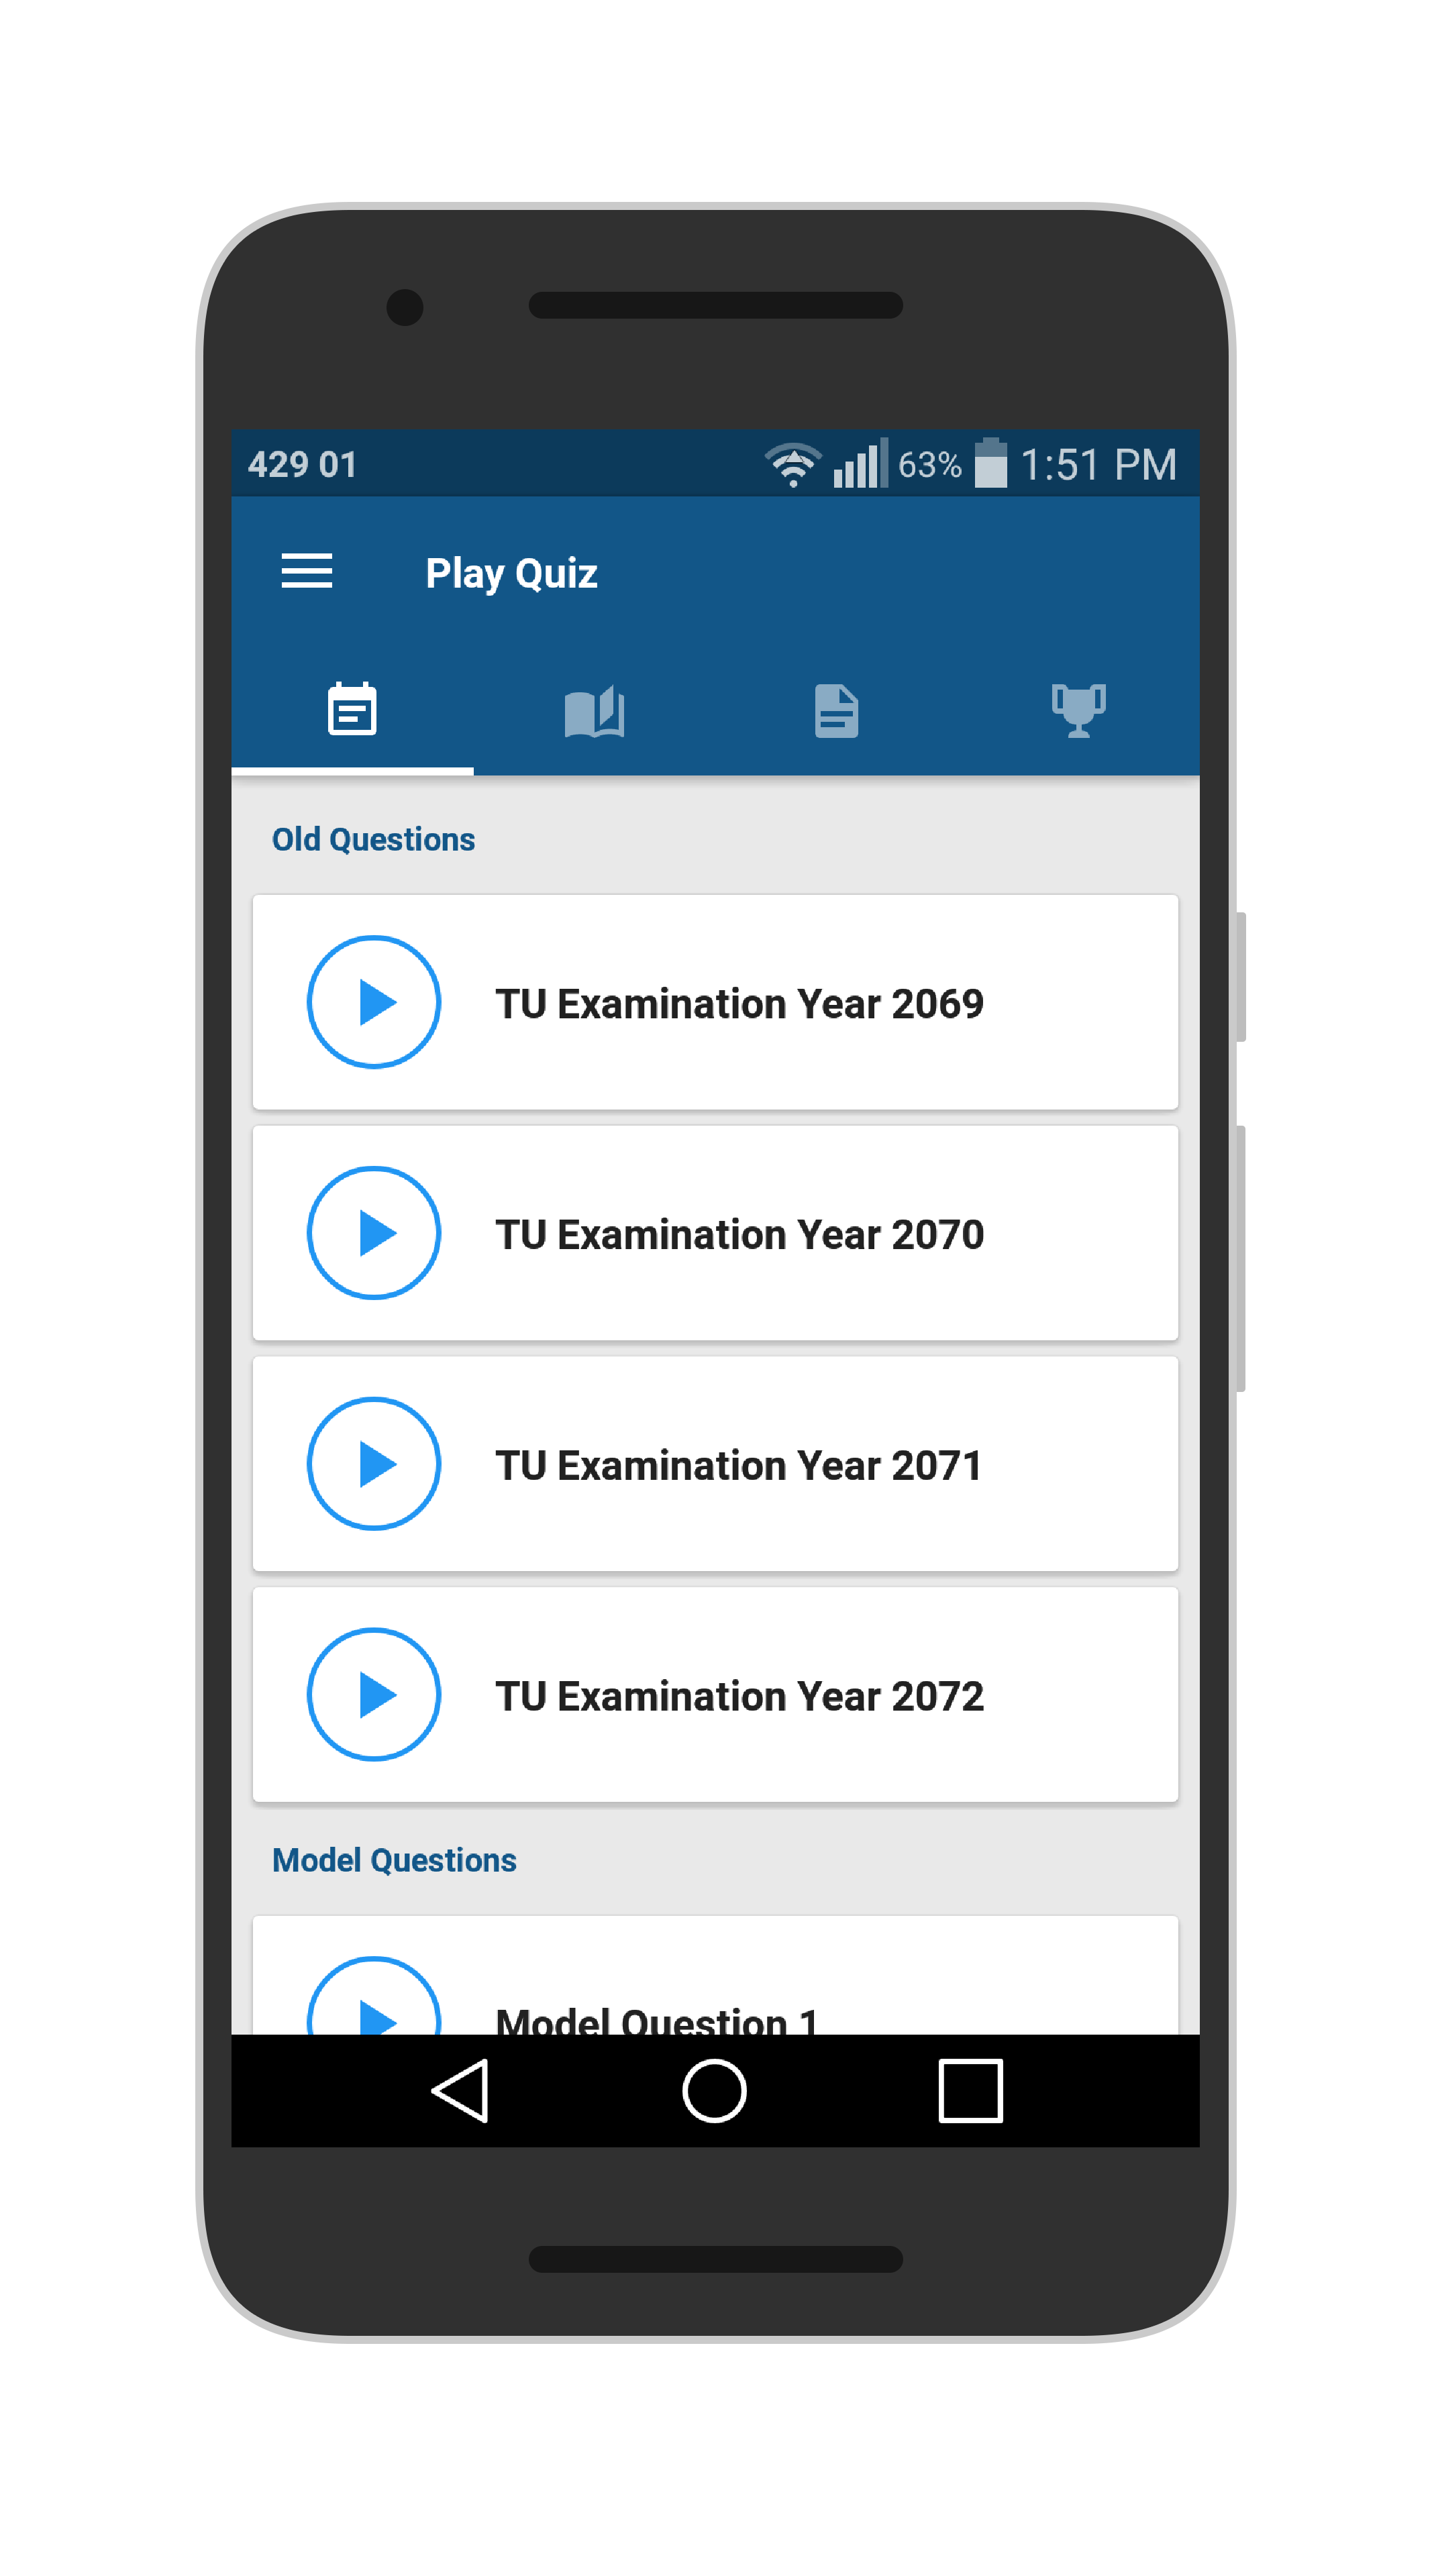 429 01 63% 1:51 PM
Play Quiz
Old Questions
TU Examination Year 2069
TU Examination Year 2070
TU Examination Year 2071
TU Examination Year 2072
Model Questions
Model Question 1